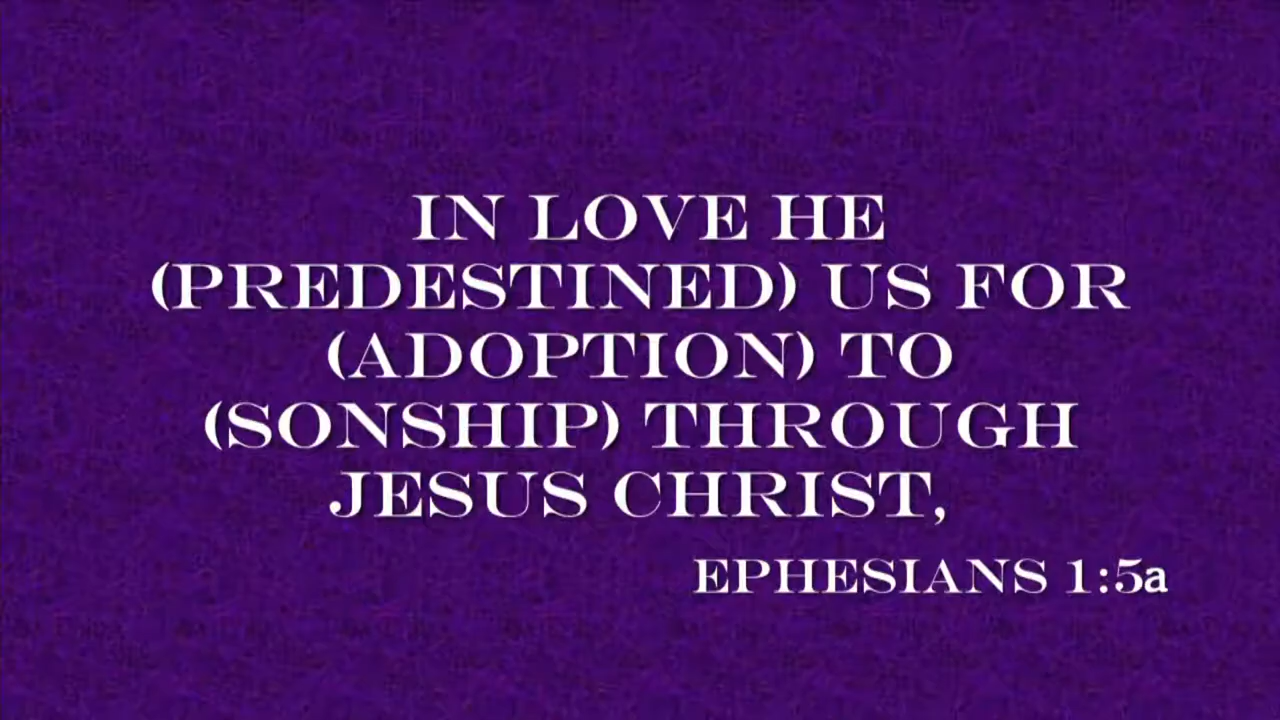 IN LOVE HE
(PREDESTINED) US FOR
(ADOPTION) TO
(SONSHIP) THROUGH
JESUS CHRIST,
EPHESIANS 1:5a